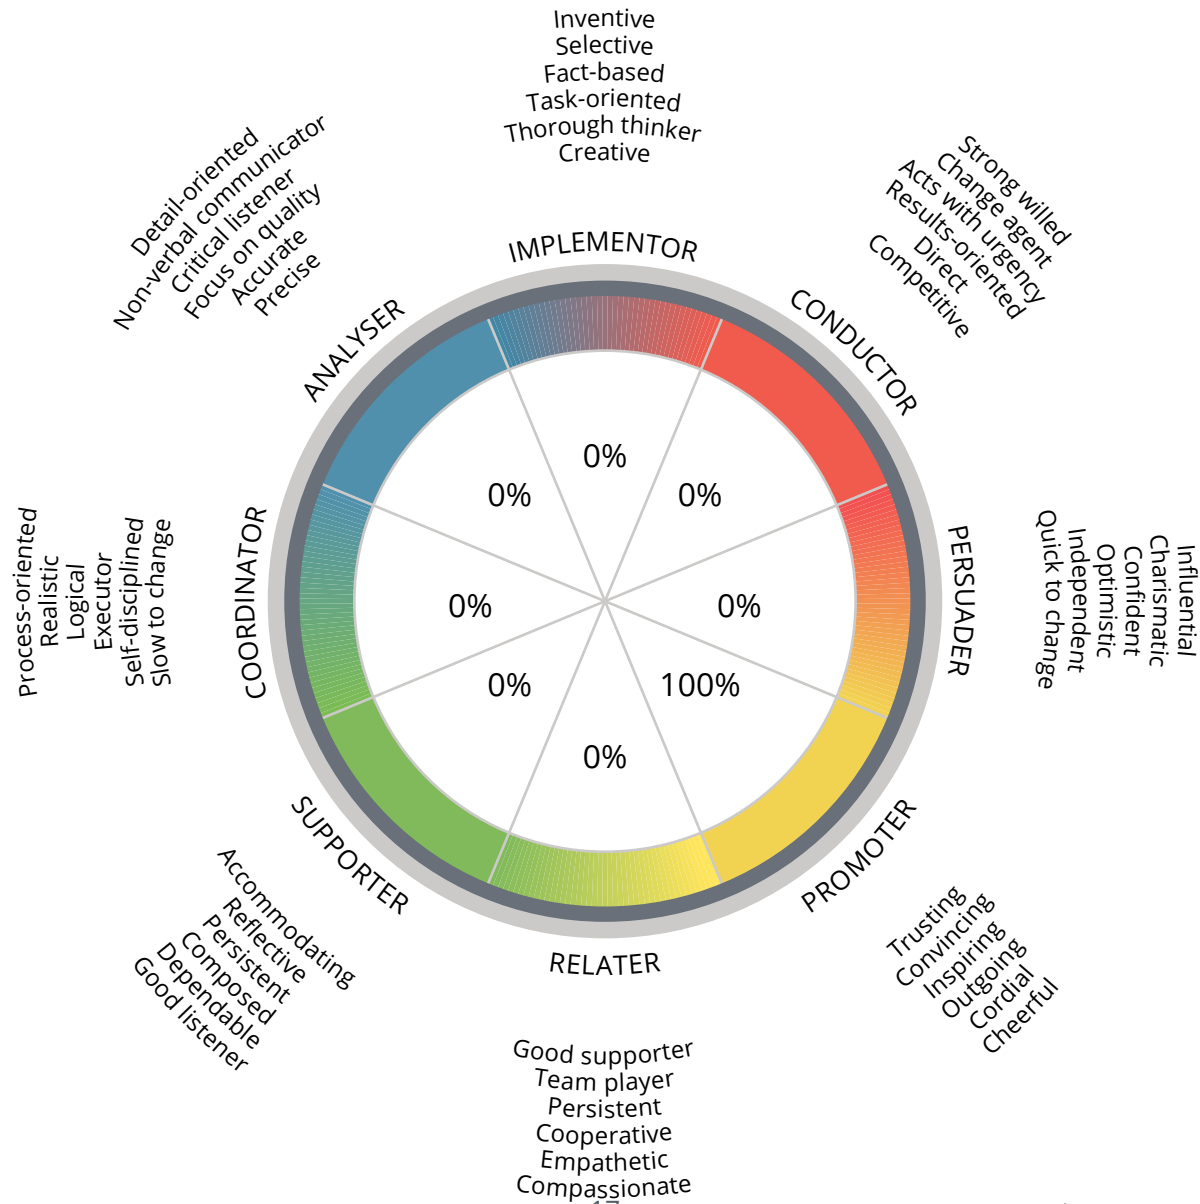 Inventive
Selective
Fact-based
Task-oriented
Thorough thinker
Creative
IMPLEMENTOR
Strong willed
Change agent
Acts with urgency
Results-oriented
Direct
Competitive
CONDUCTOR
Influential
Charismatic
Confident
Optimistic
Independent
Quick to change
PERSUADER
PROMOTER
Trusting
Convincing
Inspiring
Outgoing
Cordial
Cheerful
RELATER
Good supporter
Team player
Persistent
Cooperative
Empathetic
Compassionate
SUPPORTER
Accommodating
Reflective
Persistent
Composed
Dependable
Good listener
COORDINATOR
Process-oriented
Realistic
Logical
Executor
Self-disciplined
Slow to change
ANALYSER
Detail-oriented
Non-verbal communicator
Critical listener
Focus on quality
Accurate
Precise
0%
0%
0%
0%
0%
0%
100%
0%